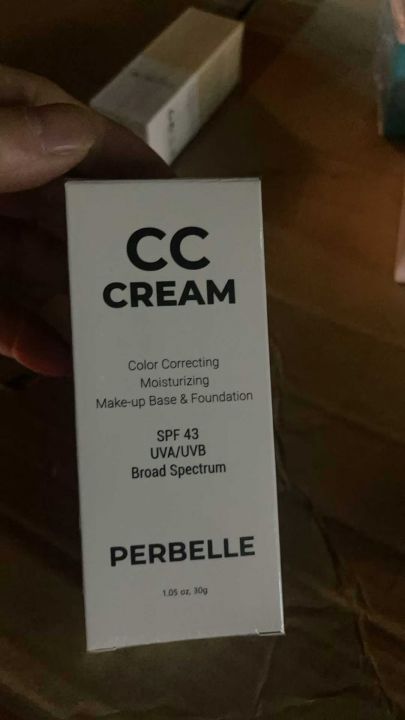 CC
CREAM
Color Correcting
Moisturizing
Make-up Base & Foundation
SPF 43
UVA/UVB
Broad Spectrum
PERBELLE
1.05 oz, 30g